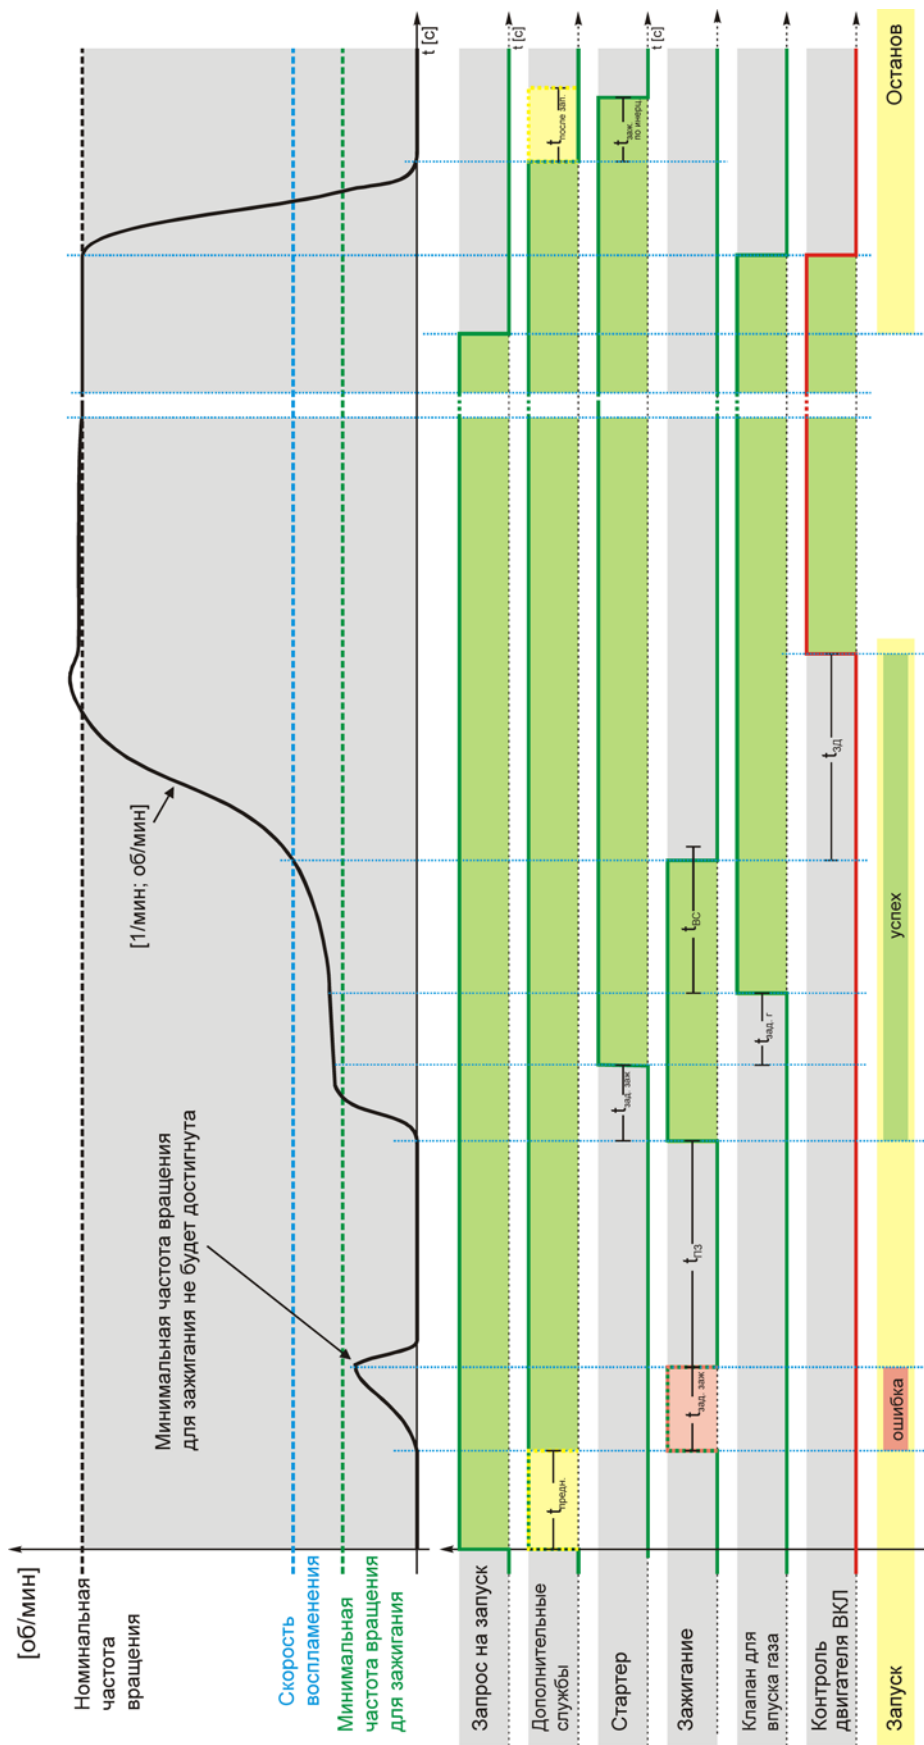 [об/мин]
Номинальная
частота
вращения
Скорость
воспламенения
Минимальная
частота вращения
для зажигания
Минимальная частота вращения
для зажигания не будет достигнута
[1/мин; об/мин]
t [с]
Запрос на запуск
t [с]
Дополнительные
службы
tпредн.
tпосле зап.
Стартер
tзад. заж
tзаж.
по инерц.
t [с]
Зажигание
tзад. заж
tПЗ
tВС
Клапан для
впуска газа
tзад. г
Контроль
двигателя ВКЛ
tЗД
Запуск
ошибка
успех
Останов